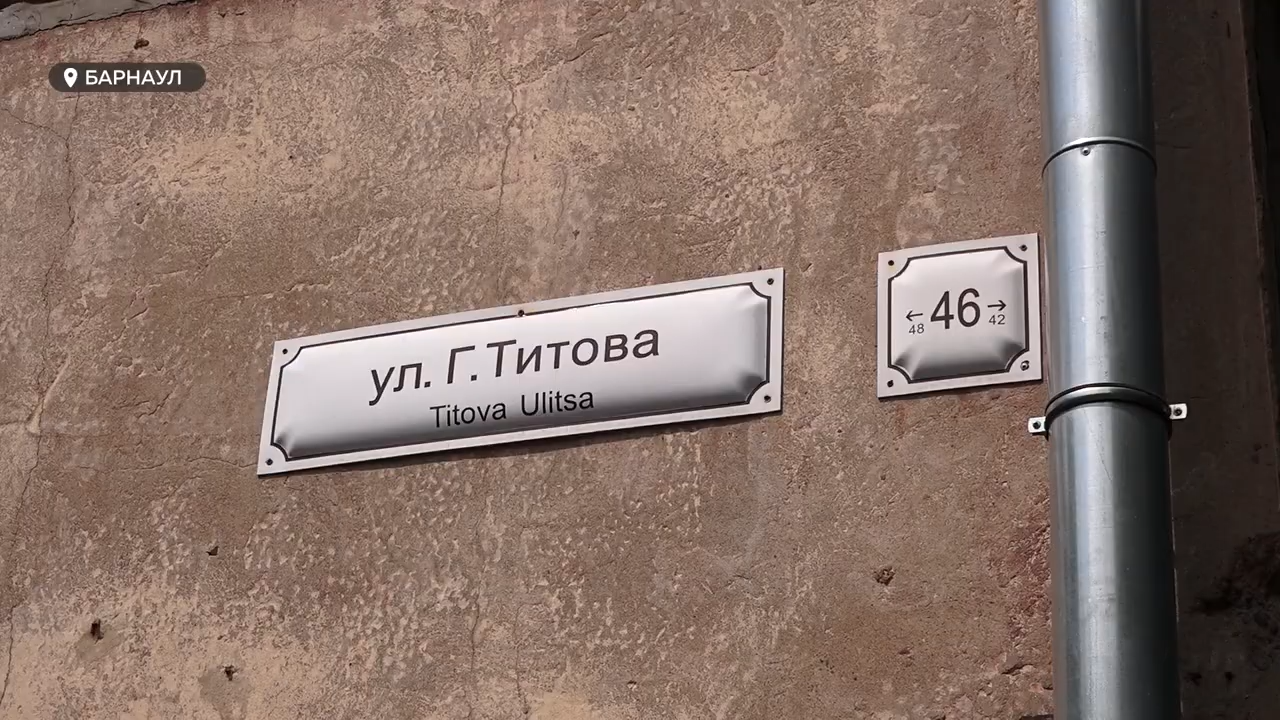 БАРНАУЛ
ул. Г.Титова
Titova Ulitsa
← 46 →
48 42